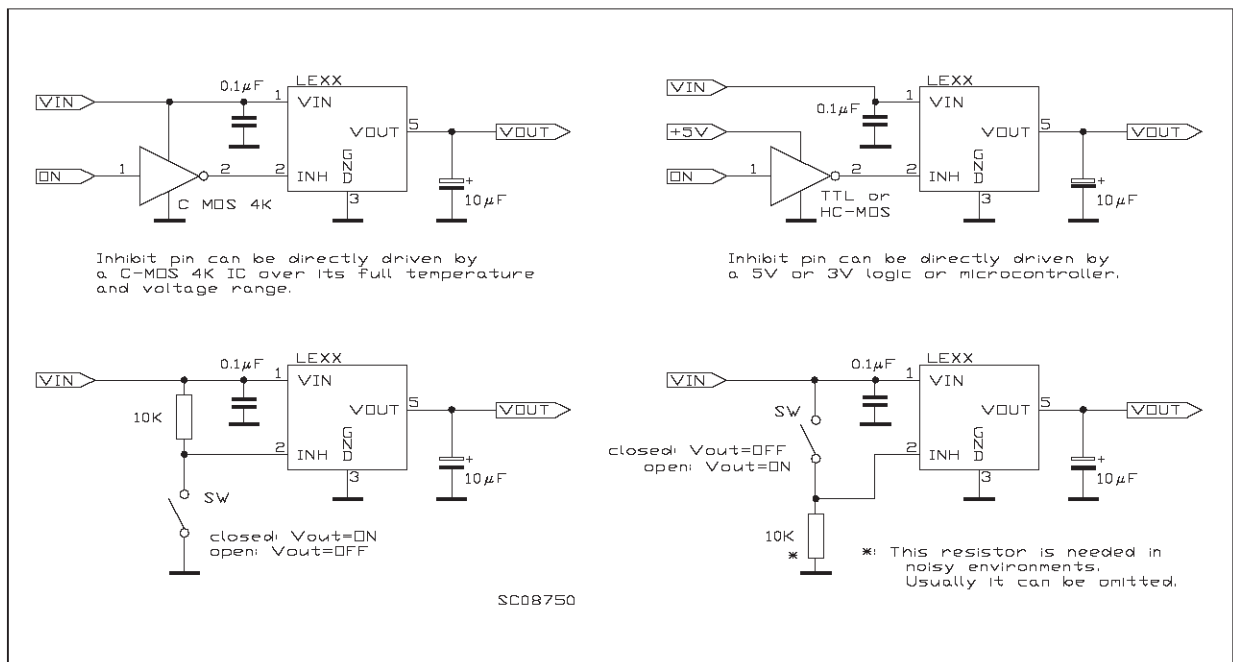 LEXX
VIN
0.1µF
1
VIN
VOUT
5
VOUT
ON
1
2
2
INH
GND
3
+
10µF
C MOS 4K
Inhibit pin can be directly driven by
a C-MOS 4K IC over its full temperature
and voltage range.
LEXX
VIN
0.1µF
1
VIN
+5V
VOUT
5
VOUT
ON
1
2
2
INH
GND
3
+
10µF
TTL or
HC-MOS
Inhibit pin can be directly driven by
a 5V or 3V logic or microcontroller.
LEXX
VIN
0.1µF
1
VIN
10K
VOUT
5
VOUT
2
INH
GND
3
+
10µF
SW
closed: Vout=ON
open: Vout=OFF
SC08750
LEXX
VIN
0.1µF
1
VIN
SW
VOUT
5
VOUT
closed: Vout=OFF
open: Vout=ON
2
INH
GND
3
+
10µF
10K
*
*: This resistor is needed in
noisy environments.
Usually it can be omitted.